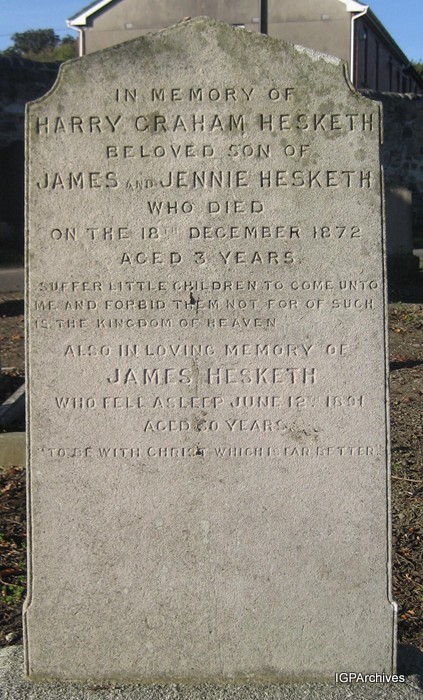 IN MEMORY OF
HARRY GRAHAM HESKETH
BELOVED SON OF
JAMES AND JENNIE HESKETH
WHO DIED
ON THE 18TH DECEMBER 1872
AGED 3 YEARS.
SUFFER LITTLE CHILDREN TO COME UNTO
ME AND FORBID THEM NOT FOR OF SUCH
IS THE KINGDOM OF HEAVEN
ALSO IN LOVING MEMORY OF
JAMES HESKETH
WHO FELL ASLEEP JUNE 12TH 1891
AGED 60 YEARS.
"TO BE WITH CHRIST WHICH IS FAR BETTER."
IGPArchives